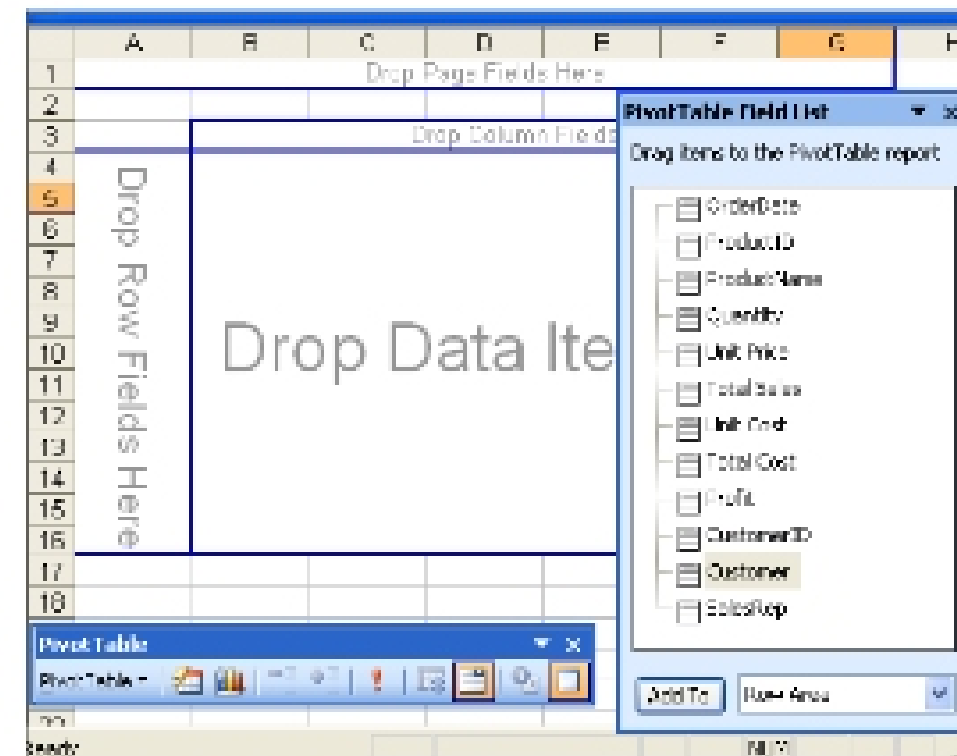 A B C D E F G H
1 Drop Page Fields Here
2
3 Drop Column Fields
4
5
6
7
8
9
10
11
12
13
14
15
16
17
18
Drop Row Fields Here
Drop Data Ite
PivotTable Field List
Drag items to the PivotTable report
OrderDate
ProductID
ProductName
Quantity
Unit Price
Total Sales
Unit Cost
Total Cost
Profit
CustomerID
Customer
SalesRep
Add To Row Area
PivotTable
PivotTable
22
Ready NUM